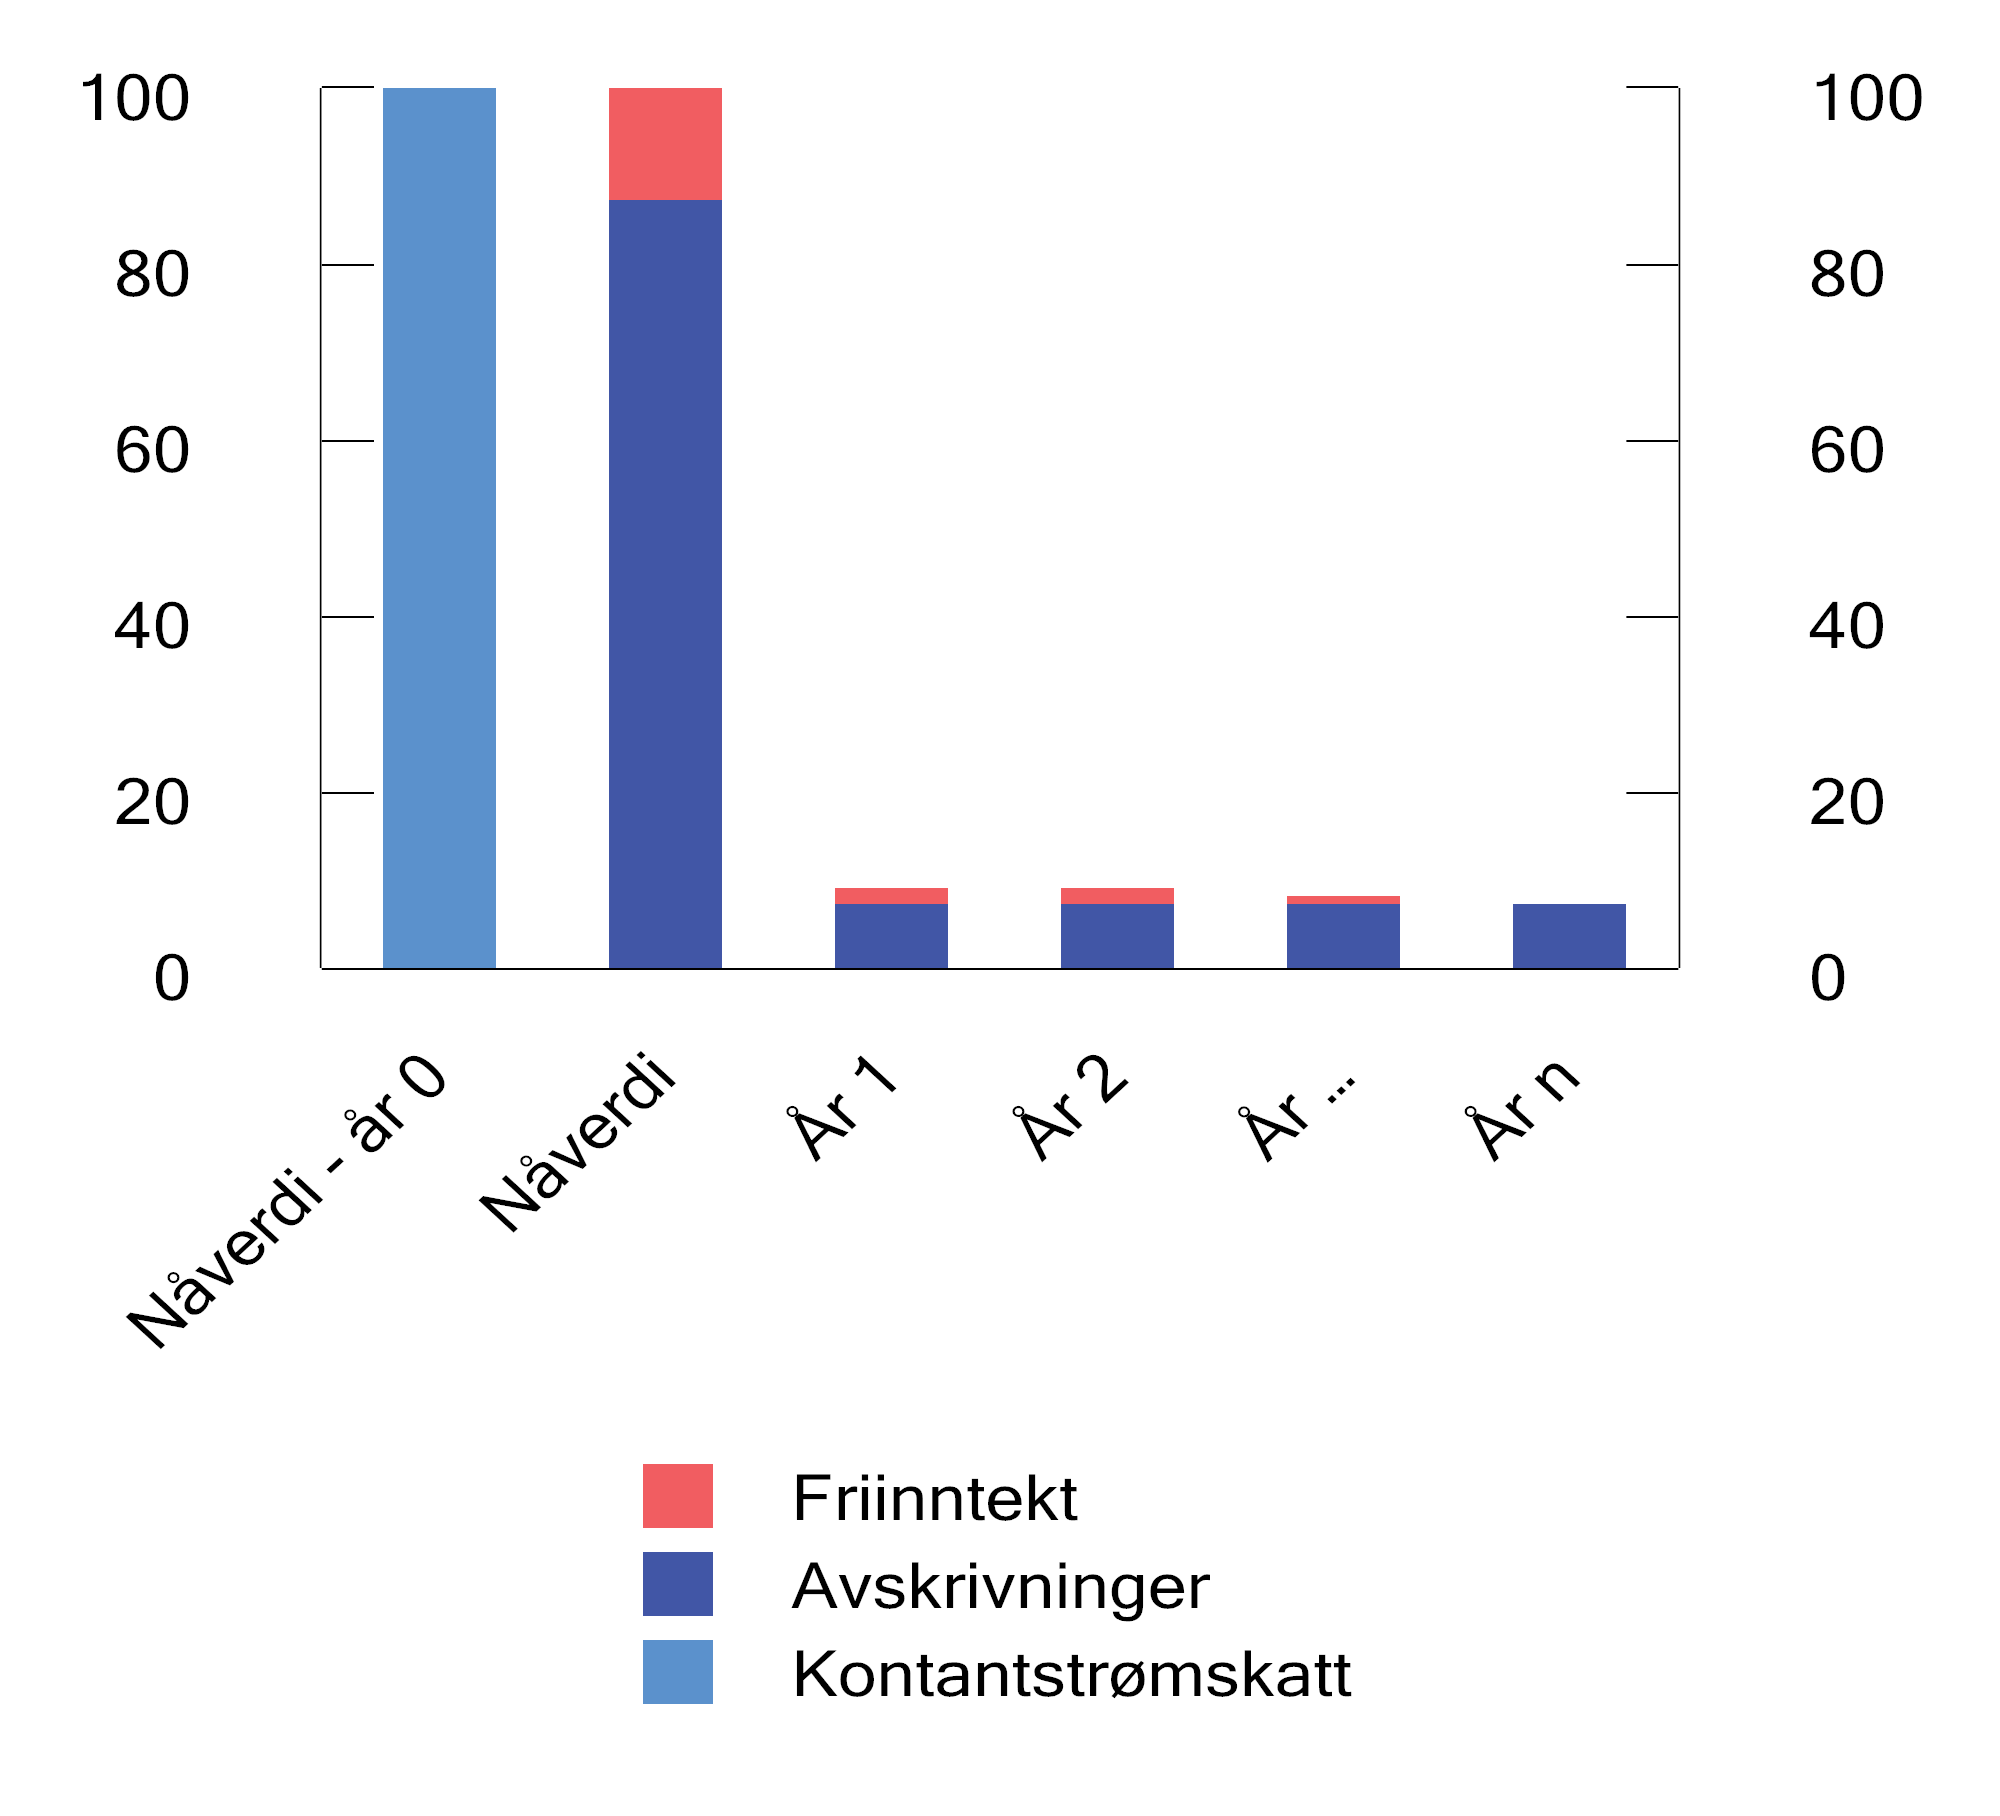 100 100
80 80
60 60
40 40
20 20
0 0
Nåverdi - år 0
Nåverdi
År 1
År 2
År ...
År n
Friinntekt
Avskrivninger
Kontantstrømskatt